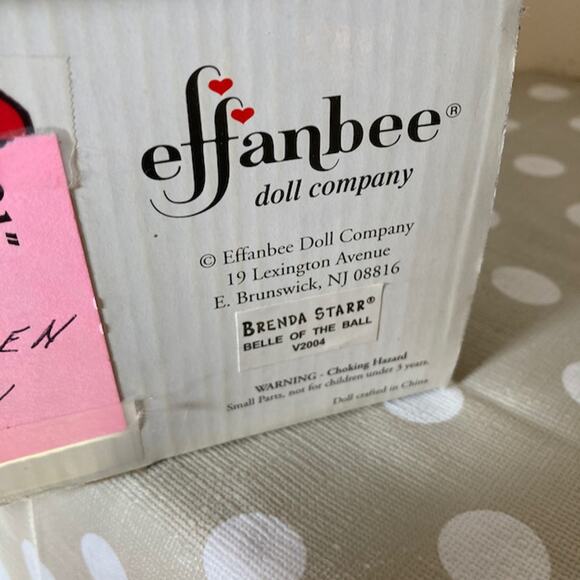 effanbee®
doll company
© Effanbee Doll Company
19 Lexington Avenue
E. Brunswick, NJ 08816
BRENDA STARR®
BELLE OF THE BALL
V2004
WARNING - Choking Hazard
Small Parts, not for children under 3 years.
Doll crafted in China
EN